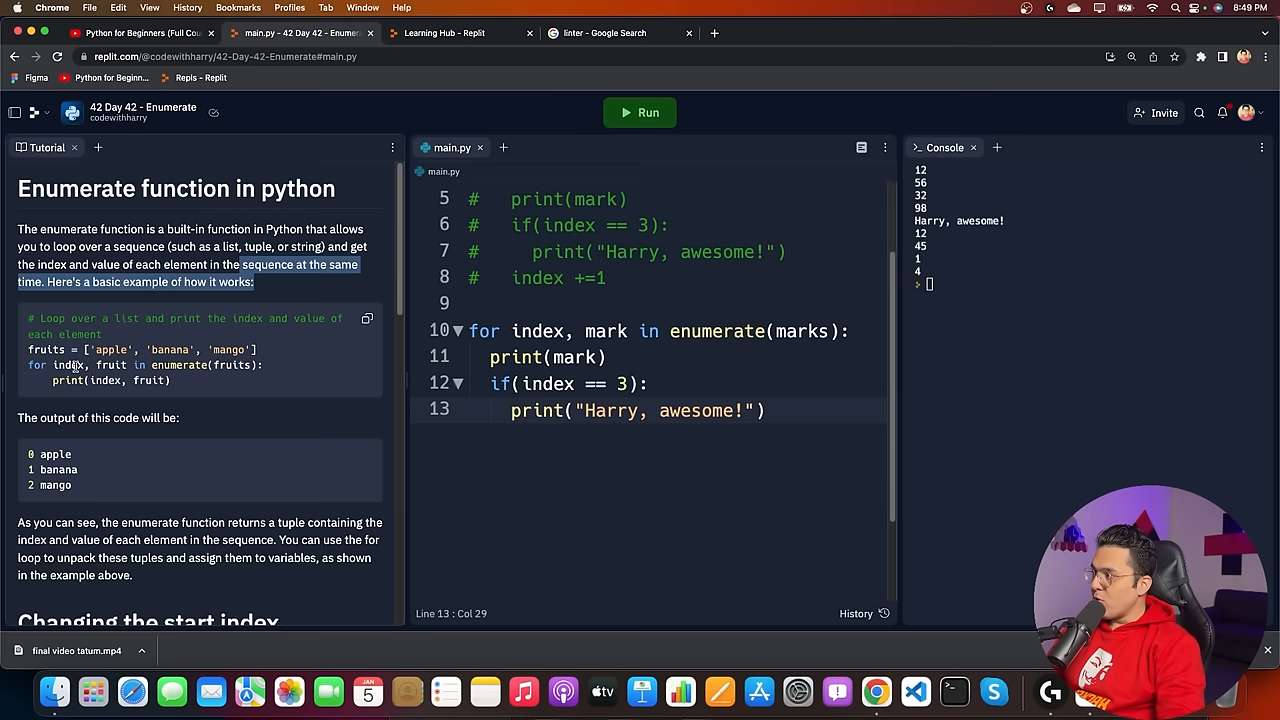 Chrome File Edit View History Bookmarks Profiles Tab Window Help 8:49 PM
Python for Beginners (Full Cou × main.py - 42 Day 42 - Enumer × Learning Hub - Replit × linter - Google Search × +
replit.com/@codewithharry/42-Day-42-Enumerate#main.py
Figma Python for Beginn... Repls - Replit
42 Day 42 - Enumerate
codewithharry
Run
Invite
Tutorial × +
Enumerate function in python
The enumerate function is a built-in function in Python that allows
you to loop over a sequence (such as a list, tuple, or string) and get
the index and value of each element in the sequence at the same
time. Here's a basic example of how it works:
# Loop over a list and print the index and value of
each element
fruits = ['apple', 'banana', 'mango']
for index, fruit in enumerate(fruits):
print(index, fruit)
The output of this code will be:
0 apple
1 banana
2 mango
As you can see, the enumerate function returns a tuple containing the
index and value of each element in the sequence. You can use the for
loop to unpack these tuples and assign them to variables, as shown
in the example above.
Changing the start index
main.py × +
main.py
5 # print(mark)
6 # if(index == 3):
7 # print("Harry, awesome!")
8 # index +=1
9
10 for index, mark in enumerate(marks):
11 print(mark)
12 if(index == 3):
13 print("Harry, awesome!")
Line 13 : Col 29 History
Console × +
12
56
32
98
Harry, awesome!
12
45
1
4
final video tatum.mp4
JAN
5
tv